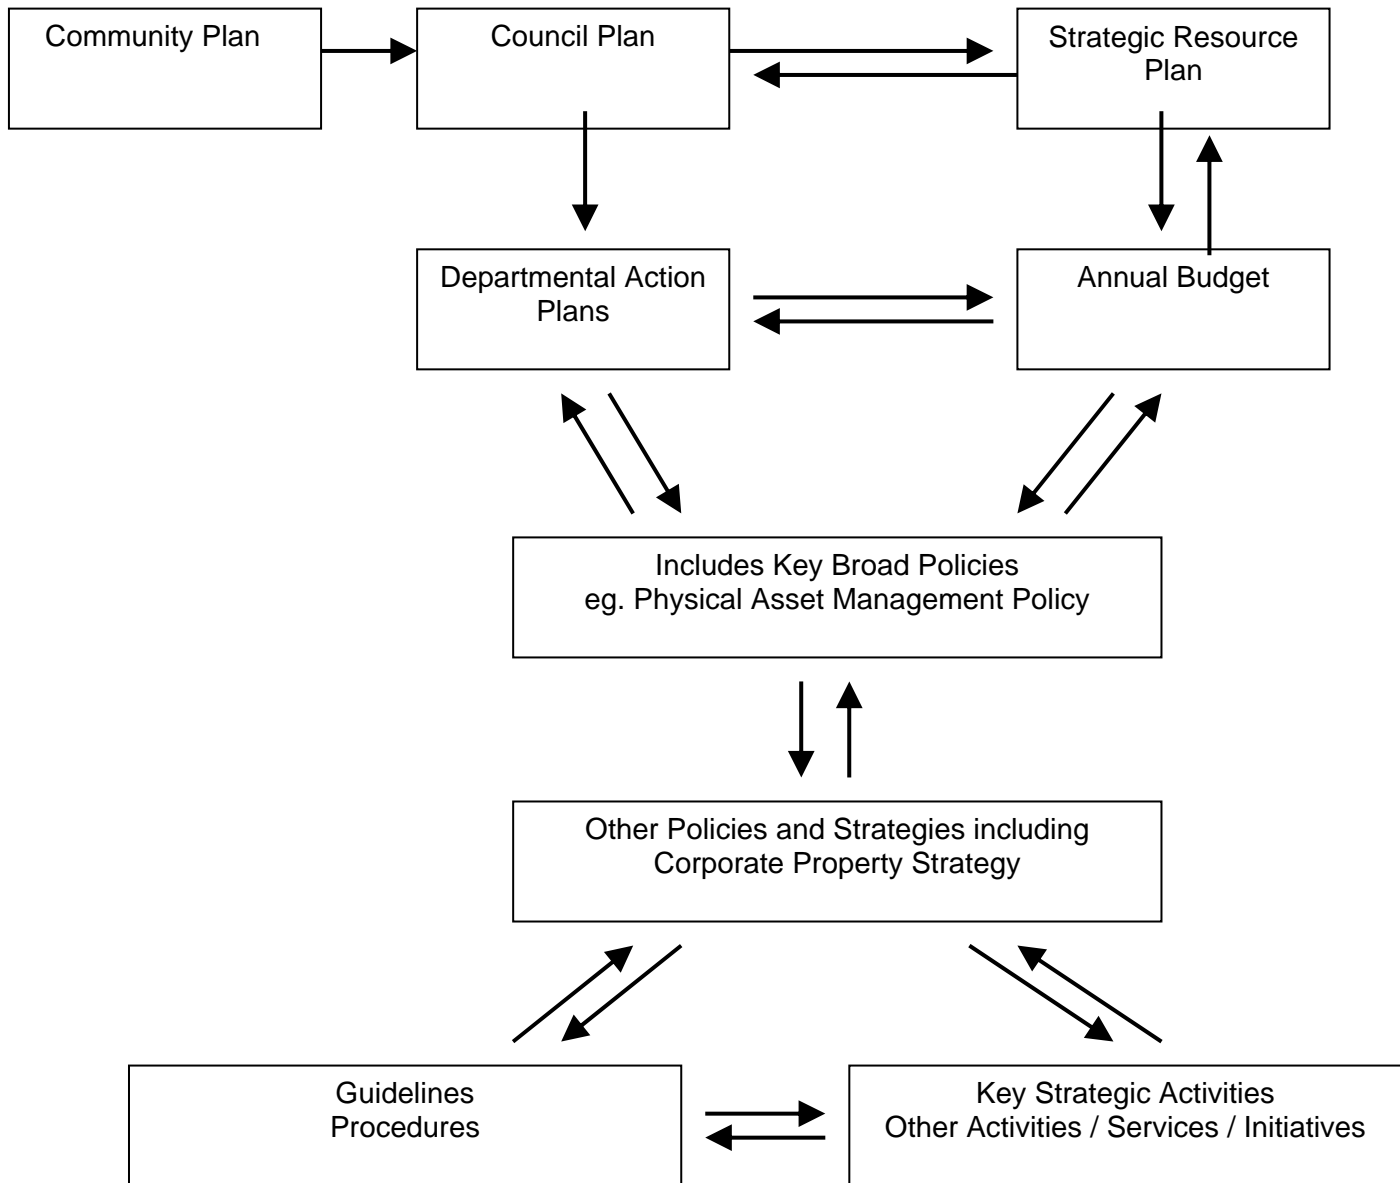 Community Plan
Council Plan
Strategic Resource
Plan
Departmental Action
Plans
Annual Budget
Includes Key Broad Policies
eg. Physical Asset Management Policy
Other Policies and Strategies including
Corporate Property Strategy
Guidelines
Procedures
Key Strategic Activities
Other Activities / Services / Initiatives